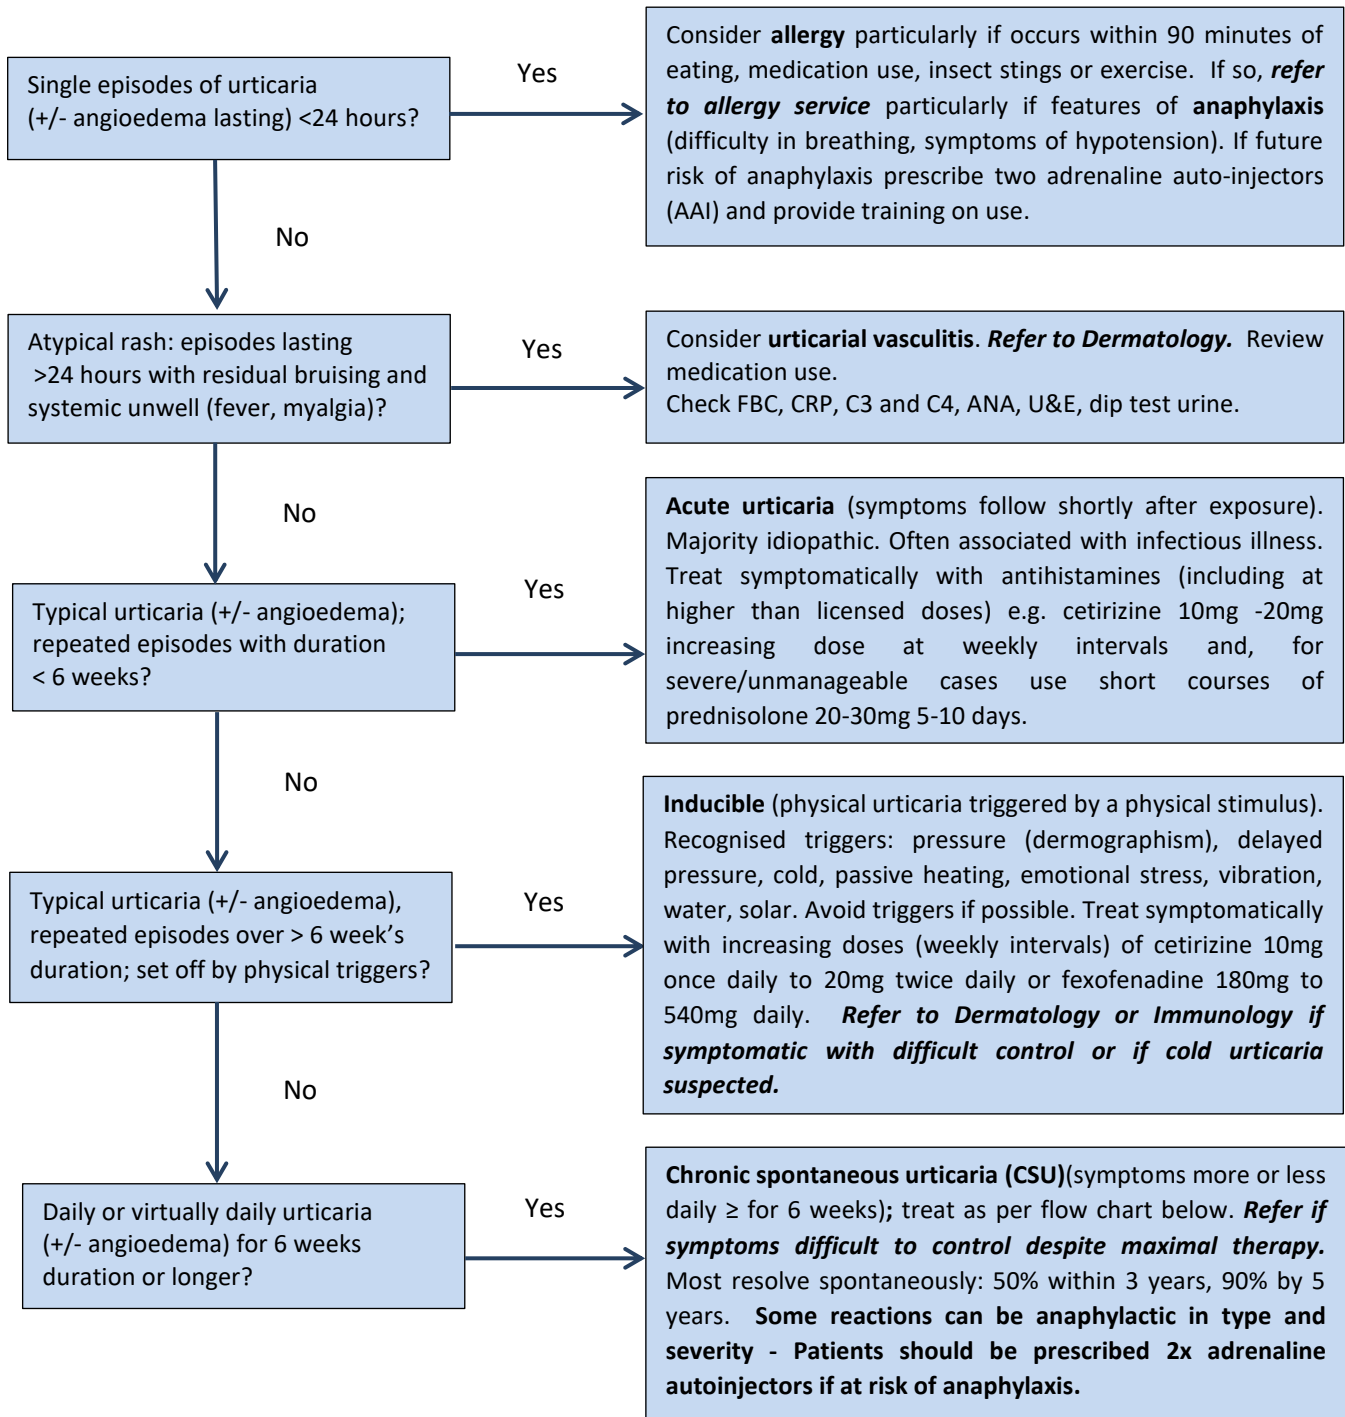 Single episodes of urticaria
(+/- angioedema lasting) <24 hours?
Yes
Consider allergy particularly if occurs within 90 minutes of
eating, medication use, insect stings or exercise. If so, refer
to allergy service particularly if features of anaphylaxis
(difficulty in breathing, symptoms of hypotension). If future
risk of anaphylaxis prescribe two adrenaline auto-injectors
(AAI) and provide training on use.
No
Atypical rash: episodes lasting
>24 hours with residual bruising and
systemic unwell (fever, myalgia)?
Yes
Consider urticarial vasculitis. Refer to Dermatology. Review
medication use.
Check FBC, CRP, C3 and C4, ANA, U&E, dip test urine.
No
Typical urticaria (+/- angioedema);
repeated episodes with duration
< 6 weeks?
Yes
Acute urticaria (symptoms follow shortly after exposure).
Majority idiopathic. Often associated with infectious illness.
Treat symptomatically with antihistamines (including at
higher than licensed doses) e.g. cetirizine 10mg -20mg
increasing dose at weekly intervals and, for
severe/unmanageable cases use short courses of
prednisolone 20-30mg 5-10 days.
No
Typical urticaria (+/- angioedema),
repeated episodes over > 6 week’s
duration; set off by physical triggers?
Yes
Inducible (physical urticaria triggered by a physical stimulus).
Recognised triggers: pressure (dermographism), delayed
pressure, cold, passive heating, emotional stress, vibration,
water, solar. Avoid triggers if possible. Treat symptomatically
with increasing doses (weekly intervals) of cetirizine 10mg
once daily to 20mg twice daily or fexofenadine 180mg to
540mg daily. Refer to Dermatology or Immunology if
symptomatic with difficult control or if cold urticaria
suspected.
No
Daily or virtually daily urticaria
(+/- angioedema) for 6 weeks
duration or longer?
Yes
Chronic spontaneous urticaria (CSU)(symptoms more or less
daily ≥ for 6 weeks); treat as per flow chart below. Refer if
symptoms difficult to control despite maximal therapy.
Most resolve spontaneously: 50% within 3 years, 90% by 5
years. Some reactions can be anaphylactic in type and
severity - Patients should be prescribed 2x adrenaline
autoinjectors if at risk of anaphylaxis.